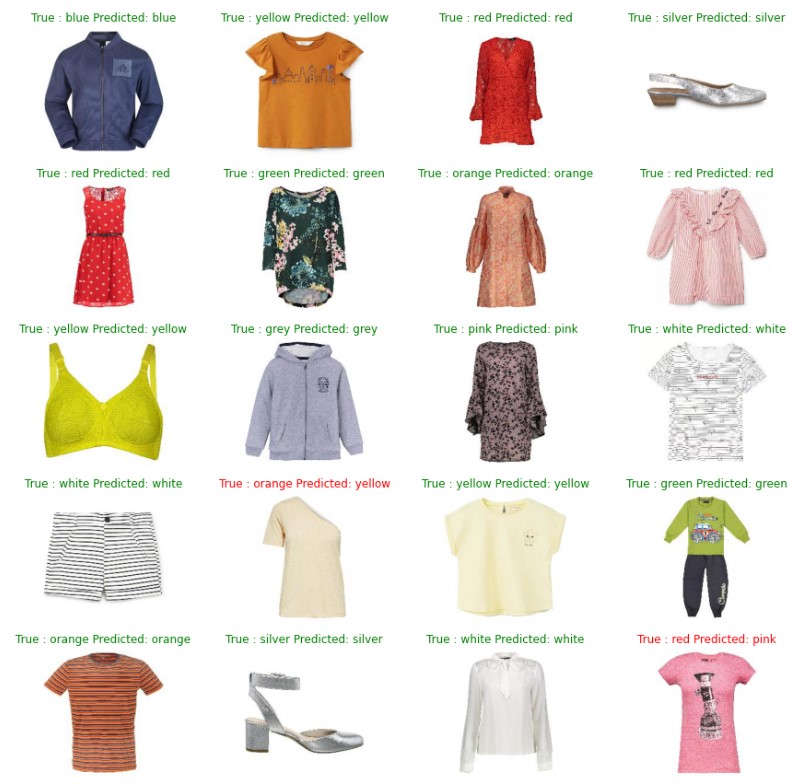 True : blue Predicted: blue
True : yellow Predicted: yellow
True : red Predicted: red
True : silver Predicted: silver
True : red Predicted: red
True : green Predicted: green
True : orange Predicted: orange
True : red Predicted: red
True : yellow Predicted: yellow
True : grey Predicted: grey
True : pink Predicted: pink
True : white Predicted: white
True : white Predicted: white
True : orange Predicted: yellow
True : yellow Predicted: yellow
True : green Predicted: green
True : orange Predicted: orange
True : silver Predicted: silver
True : white Predicted: white
True : red Predicted: pink